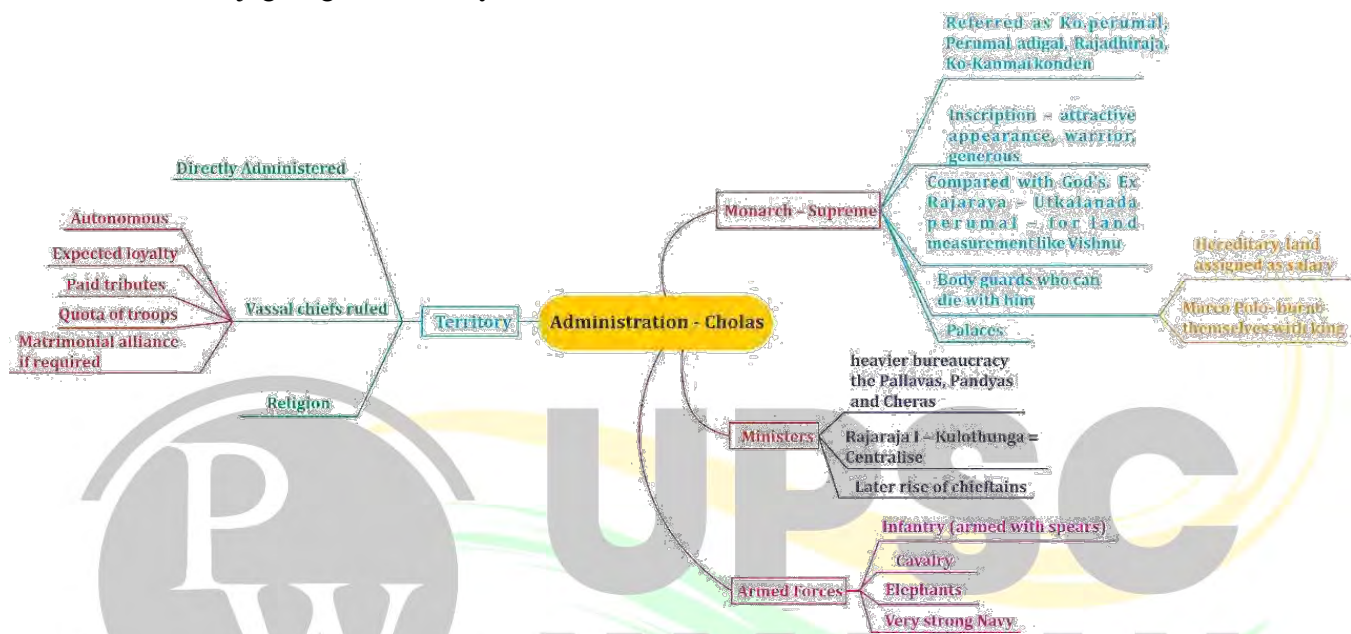 Referred as Ko-perumal,
Perumal adigal, Rajadhiraja,
Ko-Kanmai konden
Inscription – attractive
appearance, warrior,
generous
Compared with God's. Ex
Rajaraya – Utkalanada
perumal – for land
measurement like Vishnu
Body guards who can
die with him
Hereditary land
assigned as salary
Marco Polo- burnt
themselves with king
Palaces
Monarch – Supreme
Directly Administered
Autonomous
Expected loyalty
Paid tributes
Quota of troops
Matrimonial alliance
if required
Vassal chiefs ruled
Religion
Territory
Administration - Cholas
Ministers
heavier bureaucracy
the Pallavas, Pandyas
and Cheras
Rajaraja I – Kulothunga =
Centralise
Later rise of chieftains
Armed Forces
Infantry (armed with spears)
Cavalry
Elephants
Very strong Navy
PW
UPSC